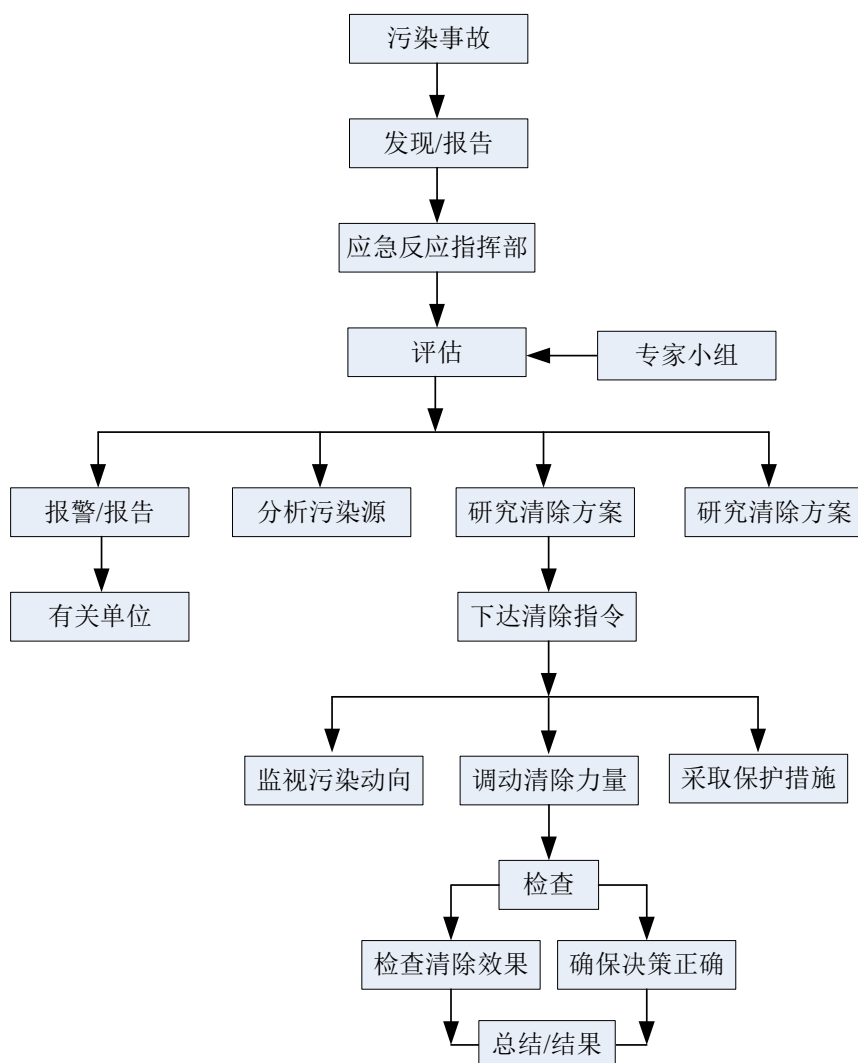 污染事故
发现/报告
应急反应指挥部
评估
专家小组
报警/报告
分析污染源
研究清除方案
研究清除方案
有关单位
下达清除指令
监视污染动向
调动清除力量
采取保护措施
检查
检查清除效果
确保决策正确
总结/结果